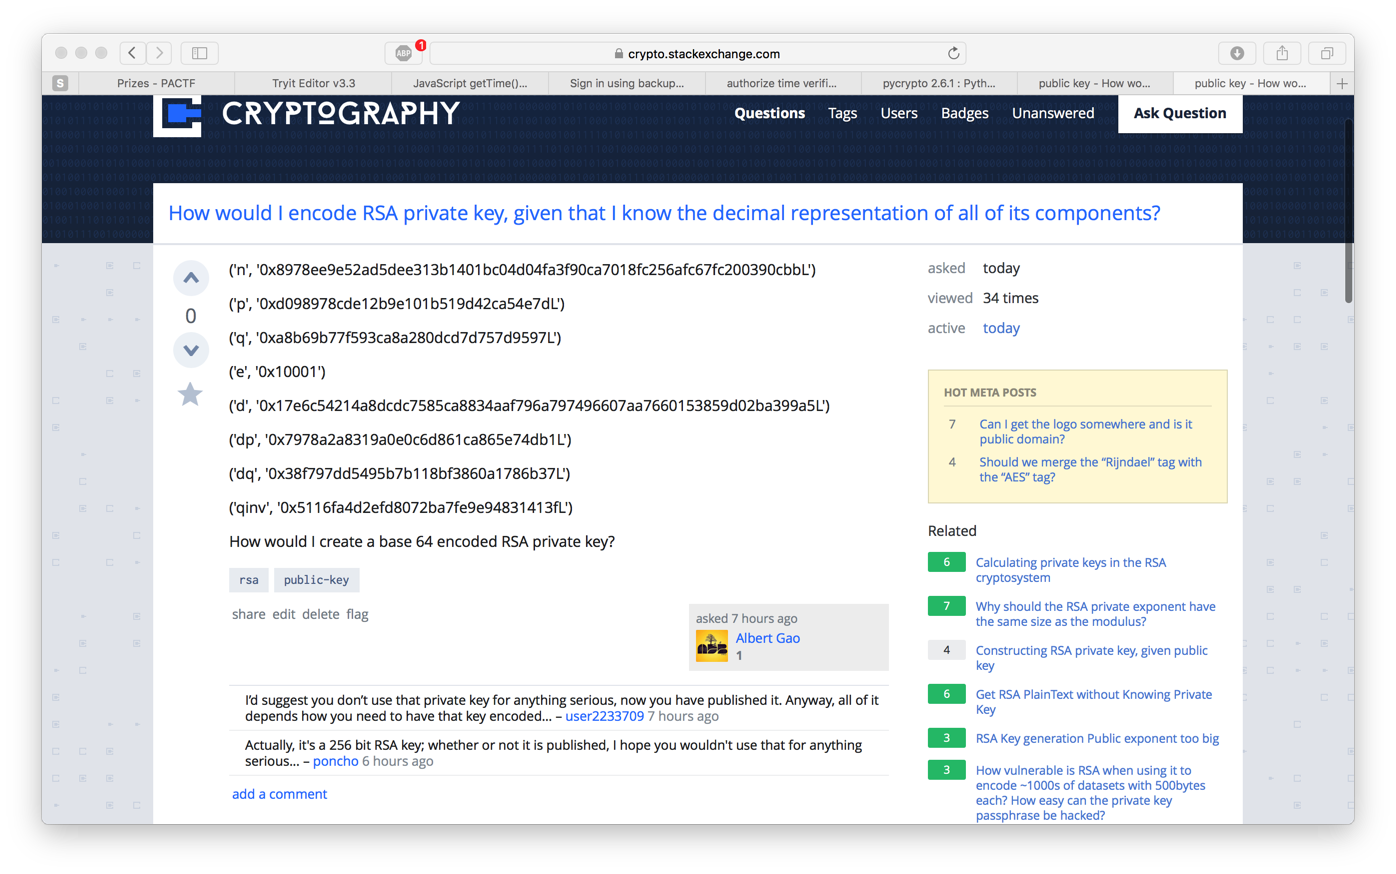 ABP
1
crypto.stackexchange.com
S
Prizes - PACTF
Tryit Editor v3.3
JavaScript getTime()...
Sign in using backup...
authorize time verifi...
pycrypto 2.6.1 : Pyth...
public key - How wo...
public key - How wo...
CRYPTOGRAPHY
Questions
Tags
Users
Badges
Unanswered
Ask Question
How would I encode RSA private key, given that I know the decimal representation of all of its components?
('n', '0x8978ee9e52ad5dee313b1401bc04d04fa3f90ca7018fc256afc67fc200390cbbL')
('p', '0xd098978cde12b9e101b519d42ca54e7dL')
0
('q', '0xa8b69b77f593ca8a280dcd7d757d9597L')
('e', '0x10001')
('d', '0x17e6c54214a8dcdc7585ca8834aaf796a797496607aa7660153859d02ba399a5L')
('dp', '0x7978a2a8319a0e0c6d861ca865e74db1L')
('dq', '0x38f797dd5495b7b118bf3860a1786b37L')
('qinv', '0x5116fa4d2efd8072ba7fe9e94831413fL')
How would I create a base 64 encoded RSA private key?
rsa
public-key
share edit delete flag
asked 7 hours ago
Albert Gao
1
I'd suggest you don't use that private key for anything serious, now you have published it. Anyway, all of it
depends how you need to have that key encoded... – user2233709 7 hours ago
Actually, it's a 256 bit RSA key; whether or not it is published, I hope you wouldn't use that for anything
serious... – poncho 6 hours ago
add a comment
asked today
viewed 34 times
active today
HOT META POSTS
7 Can I get the logo somewhere and is it
public domain?
4 Should we merge the “Rijndael” tag with
the “AES” tag?
Related
6 Calculating private keys in the RSA
cryptosystem
7 Why should the RSA private exponent have
the same size as the modulus?
4 Constructing RSA private key, given public
key
6 Get RSA PlainText without Knowing Private
Key
3 RSA Key generation Public exponent too big
3 How vulnerable is RSA when using it to
encode ~1000s of datasets with 500bytes
each? How easy can the private key
passphrase be hacked?